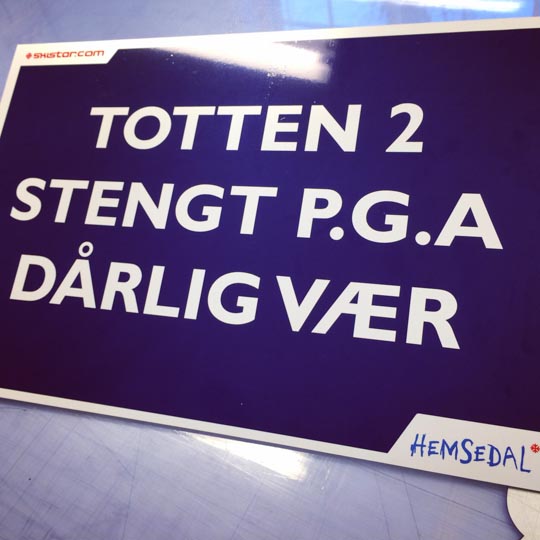 skistar.com
TOTTEN 2
STENGT P.G.A
DÅRLIG VÆR
HEMSEDAL